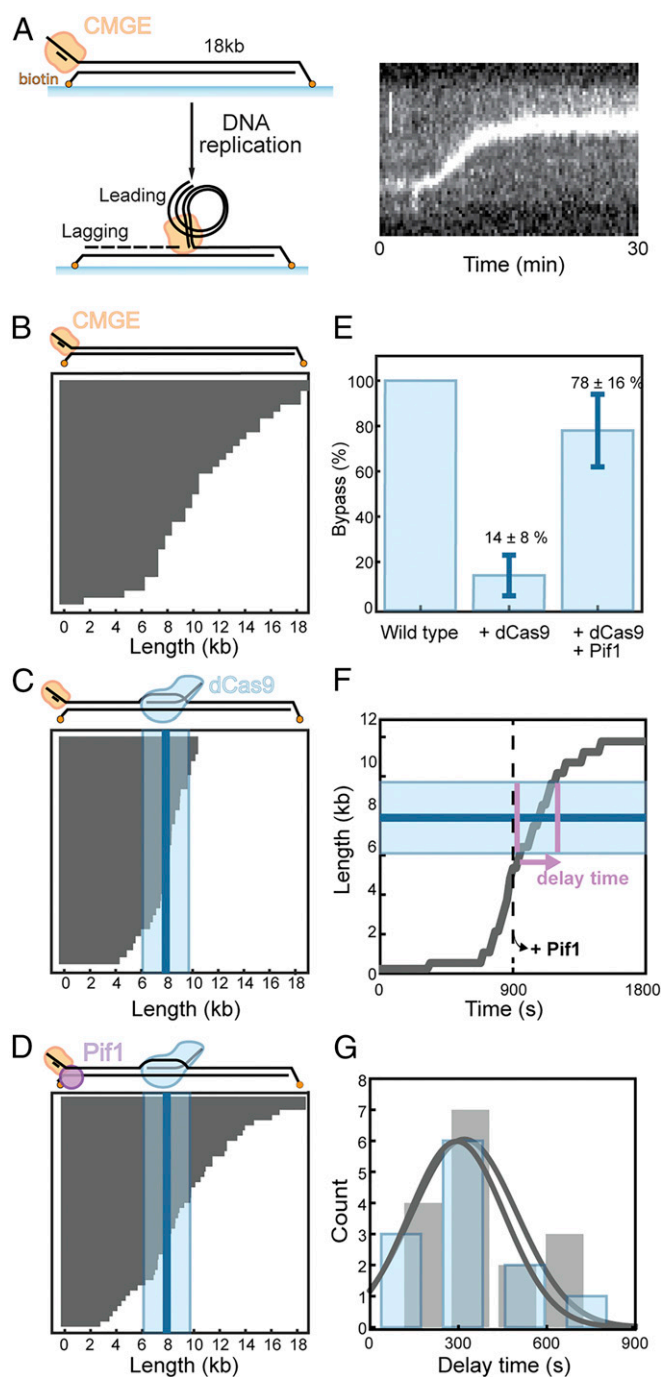 A
CMGE
18kb
biotin
DNA
replication
Leading
Lagging
0
30
Time (min)
B
CMGE
0 2 4 6 8 10 12 14 16 18
Length (kb)
C
dCas9
0 2 4 6 8 10 12 14 16 18
Length (kb)
D
Pif1
0 2 4 6 8 10 12 14 16 18
Length (kb)
E
100
80
60
40
20
0
Bypass (%)
14 ± 8 %
78 ± 16 %
Wild type
+ dCas9
+ dCas9
+ Pif1
F
12
10
8
6
4
2
0
Length (kb)
delay time
+ Pif1
0 900 1800
Time (s)
G
8
7
6
5
4
3
2
1
0
Count
0 300 600 900
Delay time (s)